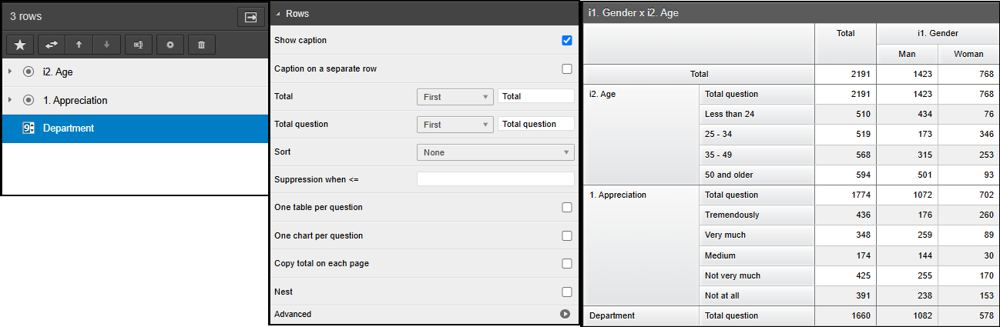 3 rows
i2. Age
1. Appreciation
9
Department
Rows
Show caption
Caption on a separate row
Total First Total
Total question First Total question
Sort None
Suppression when <=
One table per question
One chart per question
Copy total on each page
Nest
Advanced
i1. Gender x i2. Age
Total i1. Gender
Man Woman
Total 2191 1423 768
i2. Age Total question 2191 1423 768
Less than 24 510 434 76
25 - 34 519 173 346
35 - 49 568 315 253
50 and older 594 501 93
1. Appreciation Total question 1774 1072 702
Tremendously 436 176 260
Very much 348 259 89
Medium 174 144 30
Not very much 425 255 170
Not at all 391 238 153
Department Total question 1660 1082 578